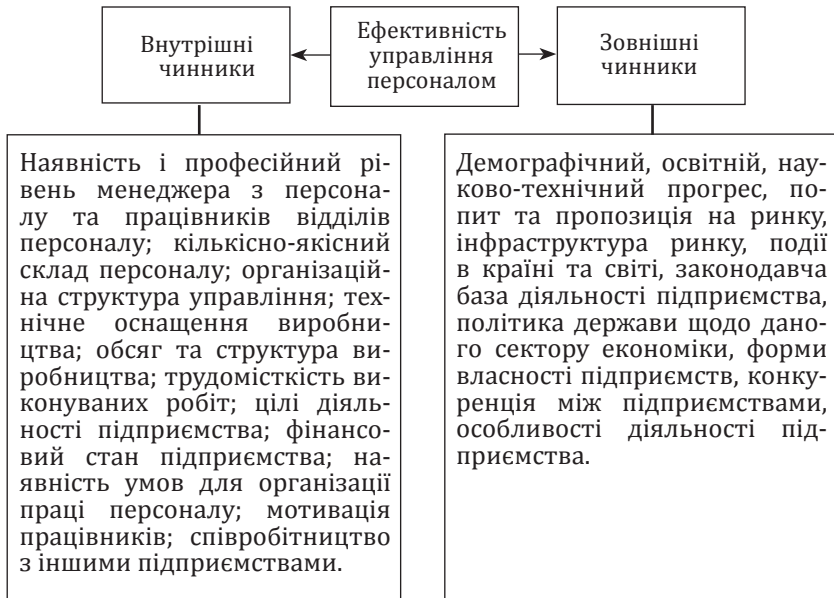 Внутрішні
чинники
Ефективність
управління
персоналом
Зовнішні
чинники
Наявність і професійний рі-
вень менеджера з персона-
лу та працівників відділів
персоналу; кількісно-якісний
склад персоналу; організацій-
на структура управління; тех-
нічне оснащення виробни-
цтва; обсяг та структура ви-
робництва; трудомісткість ви-
конуваних робіт; цілі діяль-
ності підприємства; фінансо-
вий стан підприємства; на-
явність умов для організації
праці персоналу; мотивація
працівників; співробітництво
з іншими підприємствами.
Демографічний, освітній, нау-
ково-технічний прогрес, по-
пит та пропозиція на ринку,
інфраструктура ринку, події
в країні та світі, законодавча
база діяльності підприємства,
політика держави щодо дано-
го сектору економіки, форми
власності підприємств, конку-
ренція між підприємствами,
особливості діяльності під-
приємства.